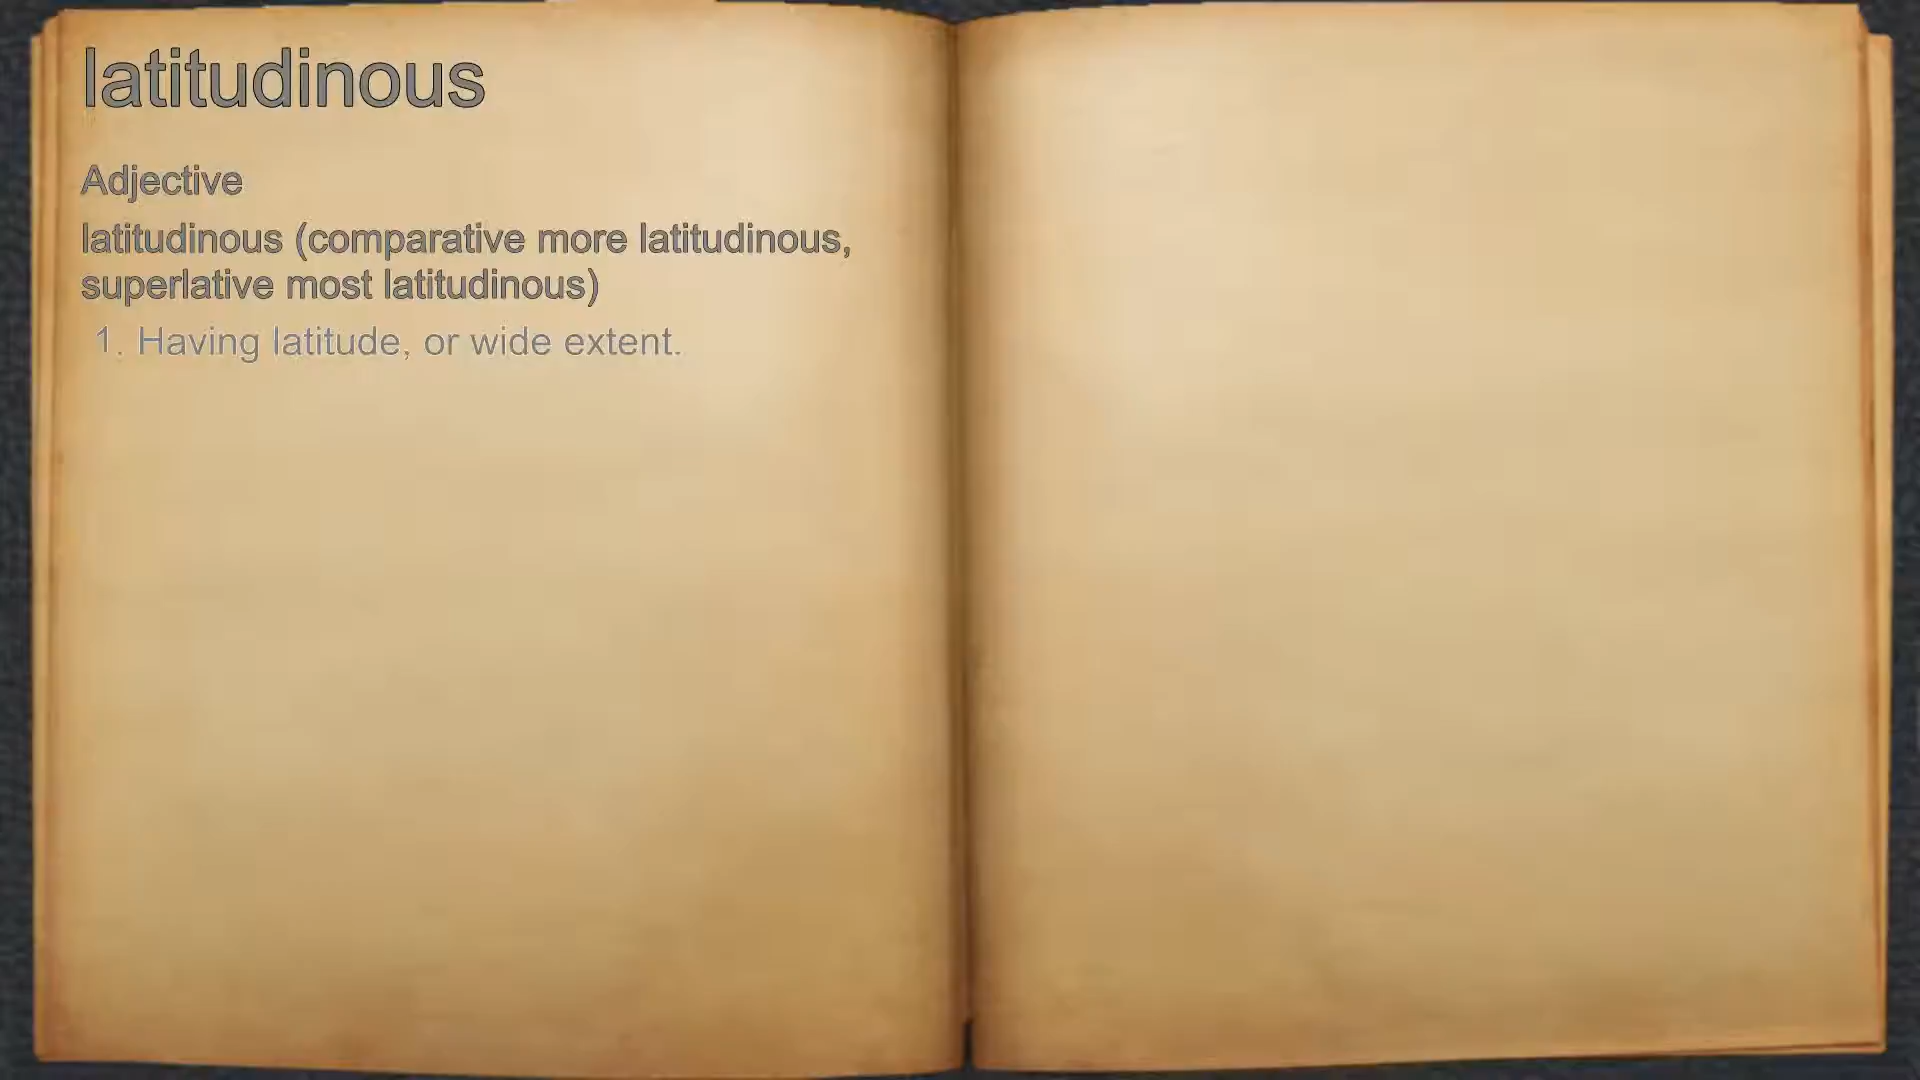 latitudinous
Adjective
latitudinous (comparative more latitudinous,
superlative most latitudinous)
1. Having latitude, or wide extent.